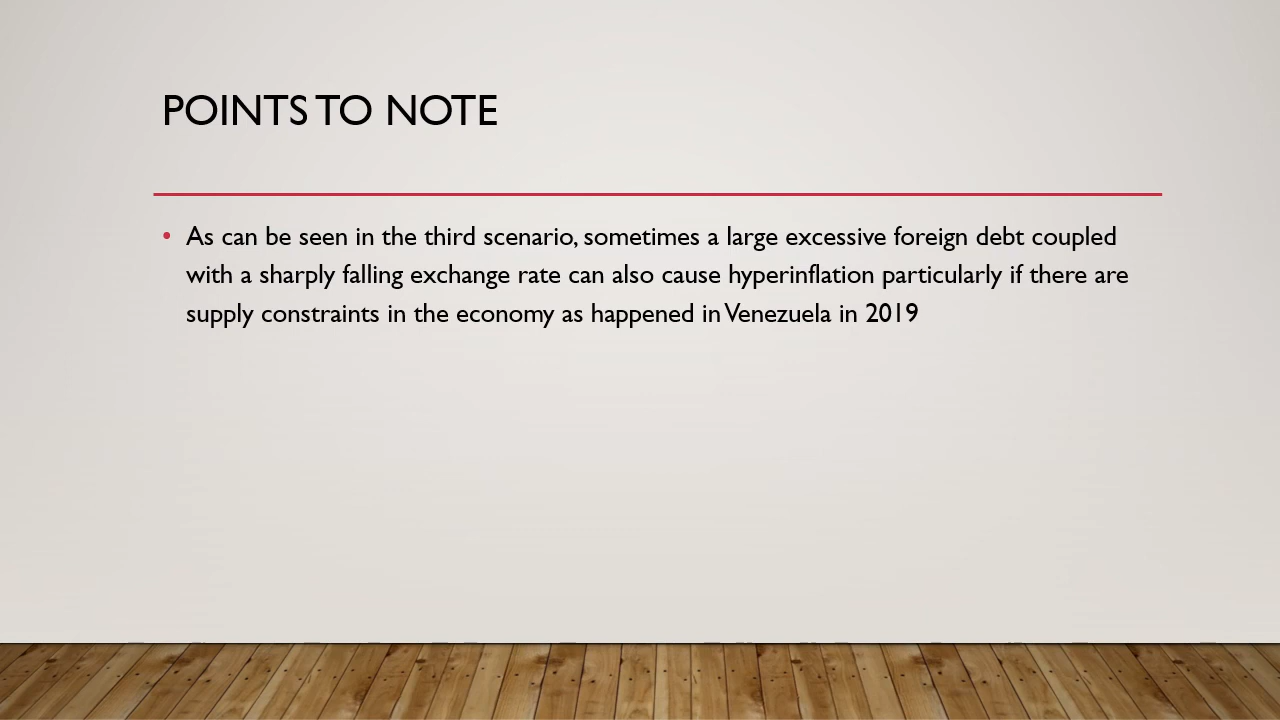 POINTS TO NOTE
• As can be seen in the third scenario, sometimes a large excessive foreign debt coupled
with a sharply falling exchange rate can also cause hyperinflation particularly if there are
supply constraints in the economy as happened in Venezuela in 2019